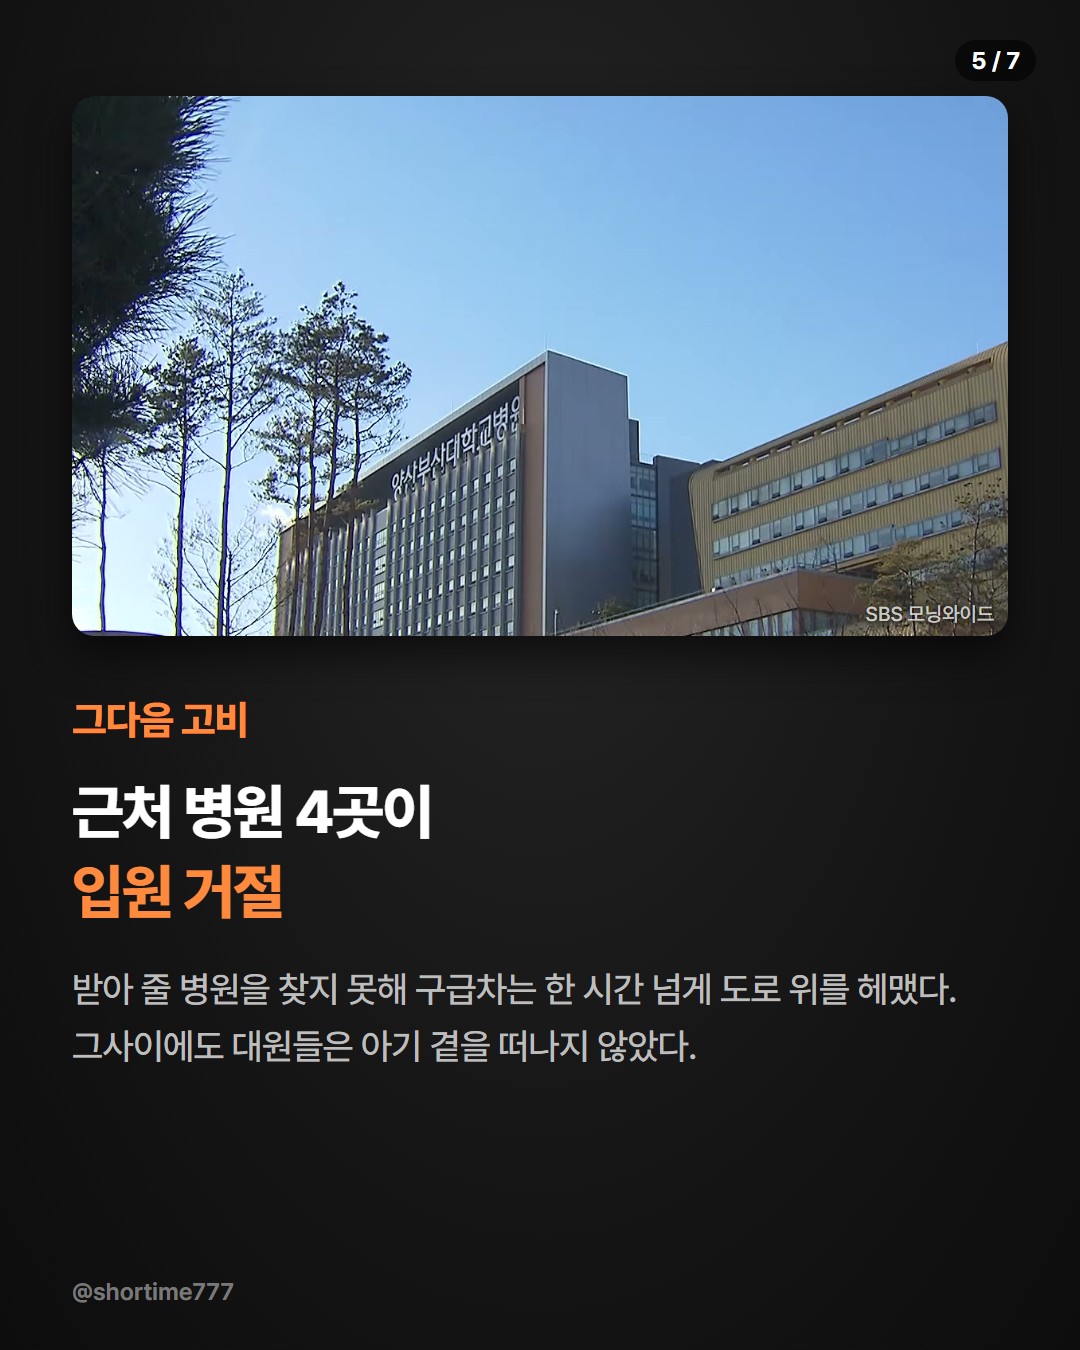 5 / 7
양산부산대학교병원
SBS 모닝와이드
그다음 고비
근처 병원 4곳이
입원 거절
받아 줄 병원을 찾지 못해 구급차는 한 시간 넘게 도로 위를 헤맸다.
그사이에도 대원들은 아기 곁을 떠나지 않았다.
@shortime777